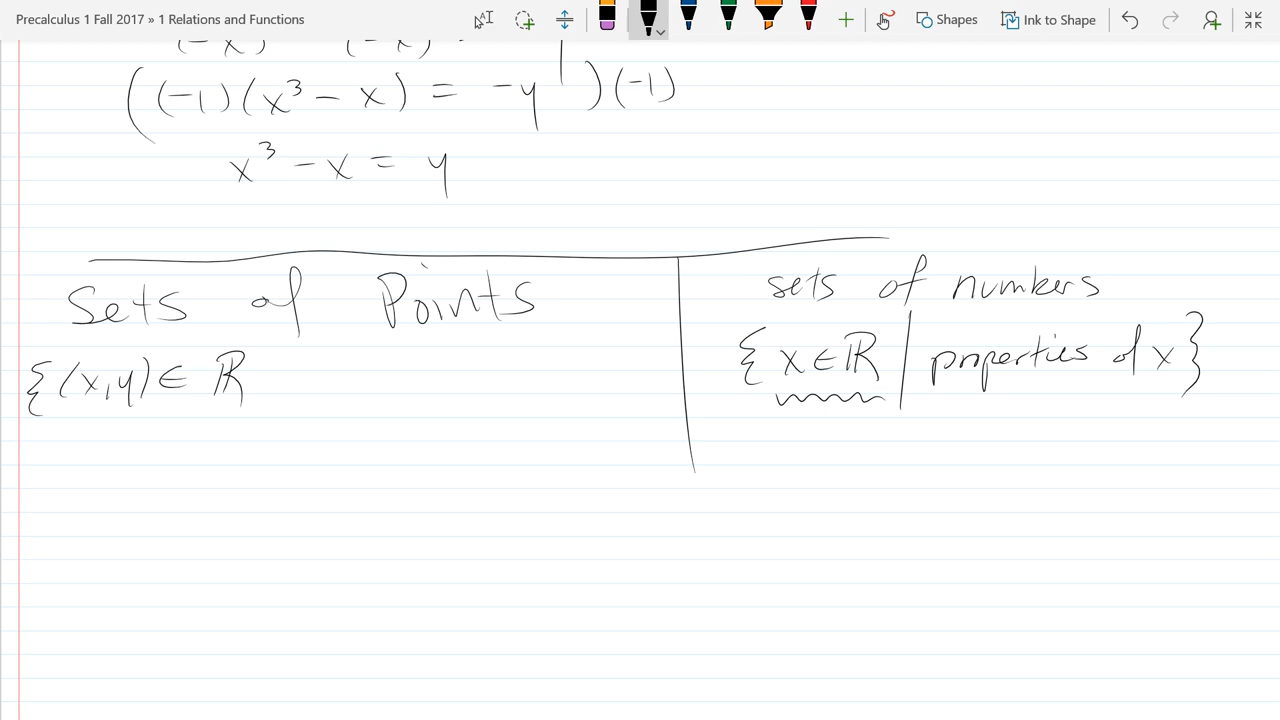 Precalculus 1 Fall 2017 » 1 Relations and Functions
Shapes
Ink to Shape
(-x) (-x) =
((-1)(x³ - x) = -y)(-1)
x³ - x = y
Sets of Points
{(x,y) ∈ ℝ
sets of numbers
{x ∈ ℝ | properties of x}